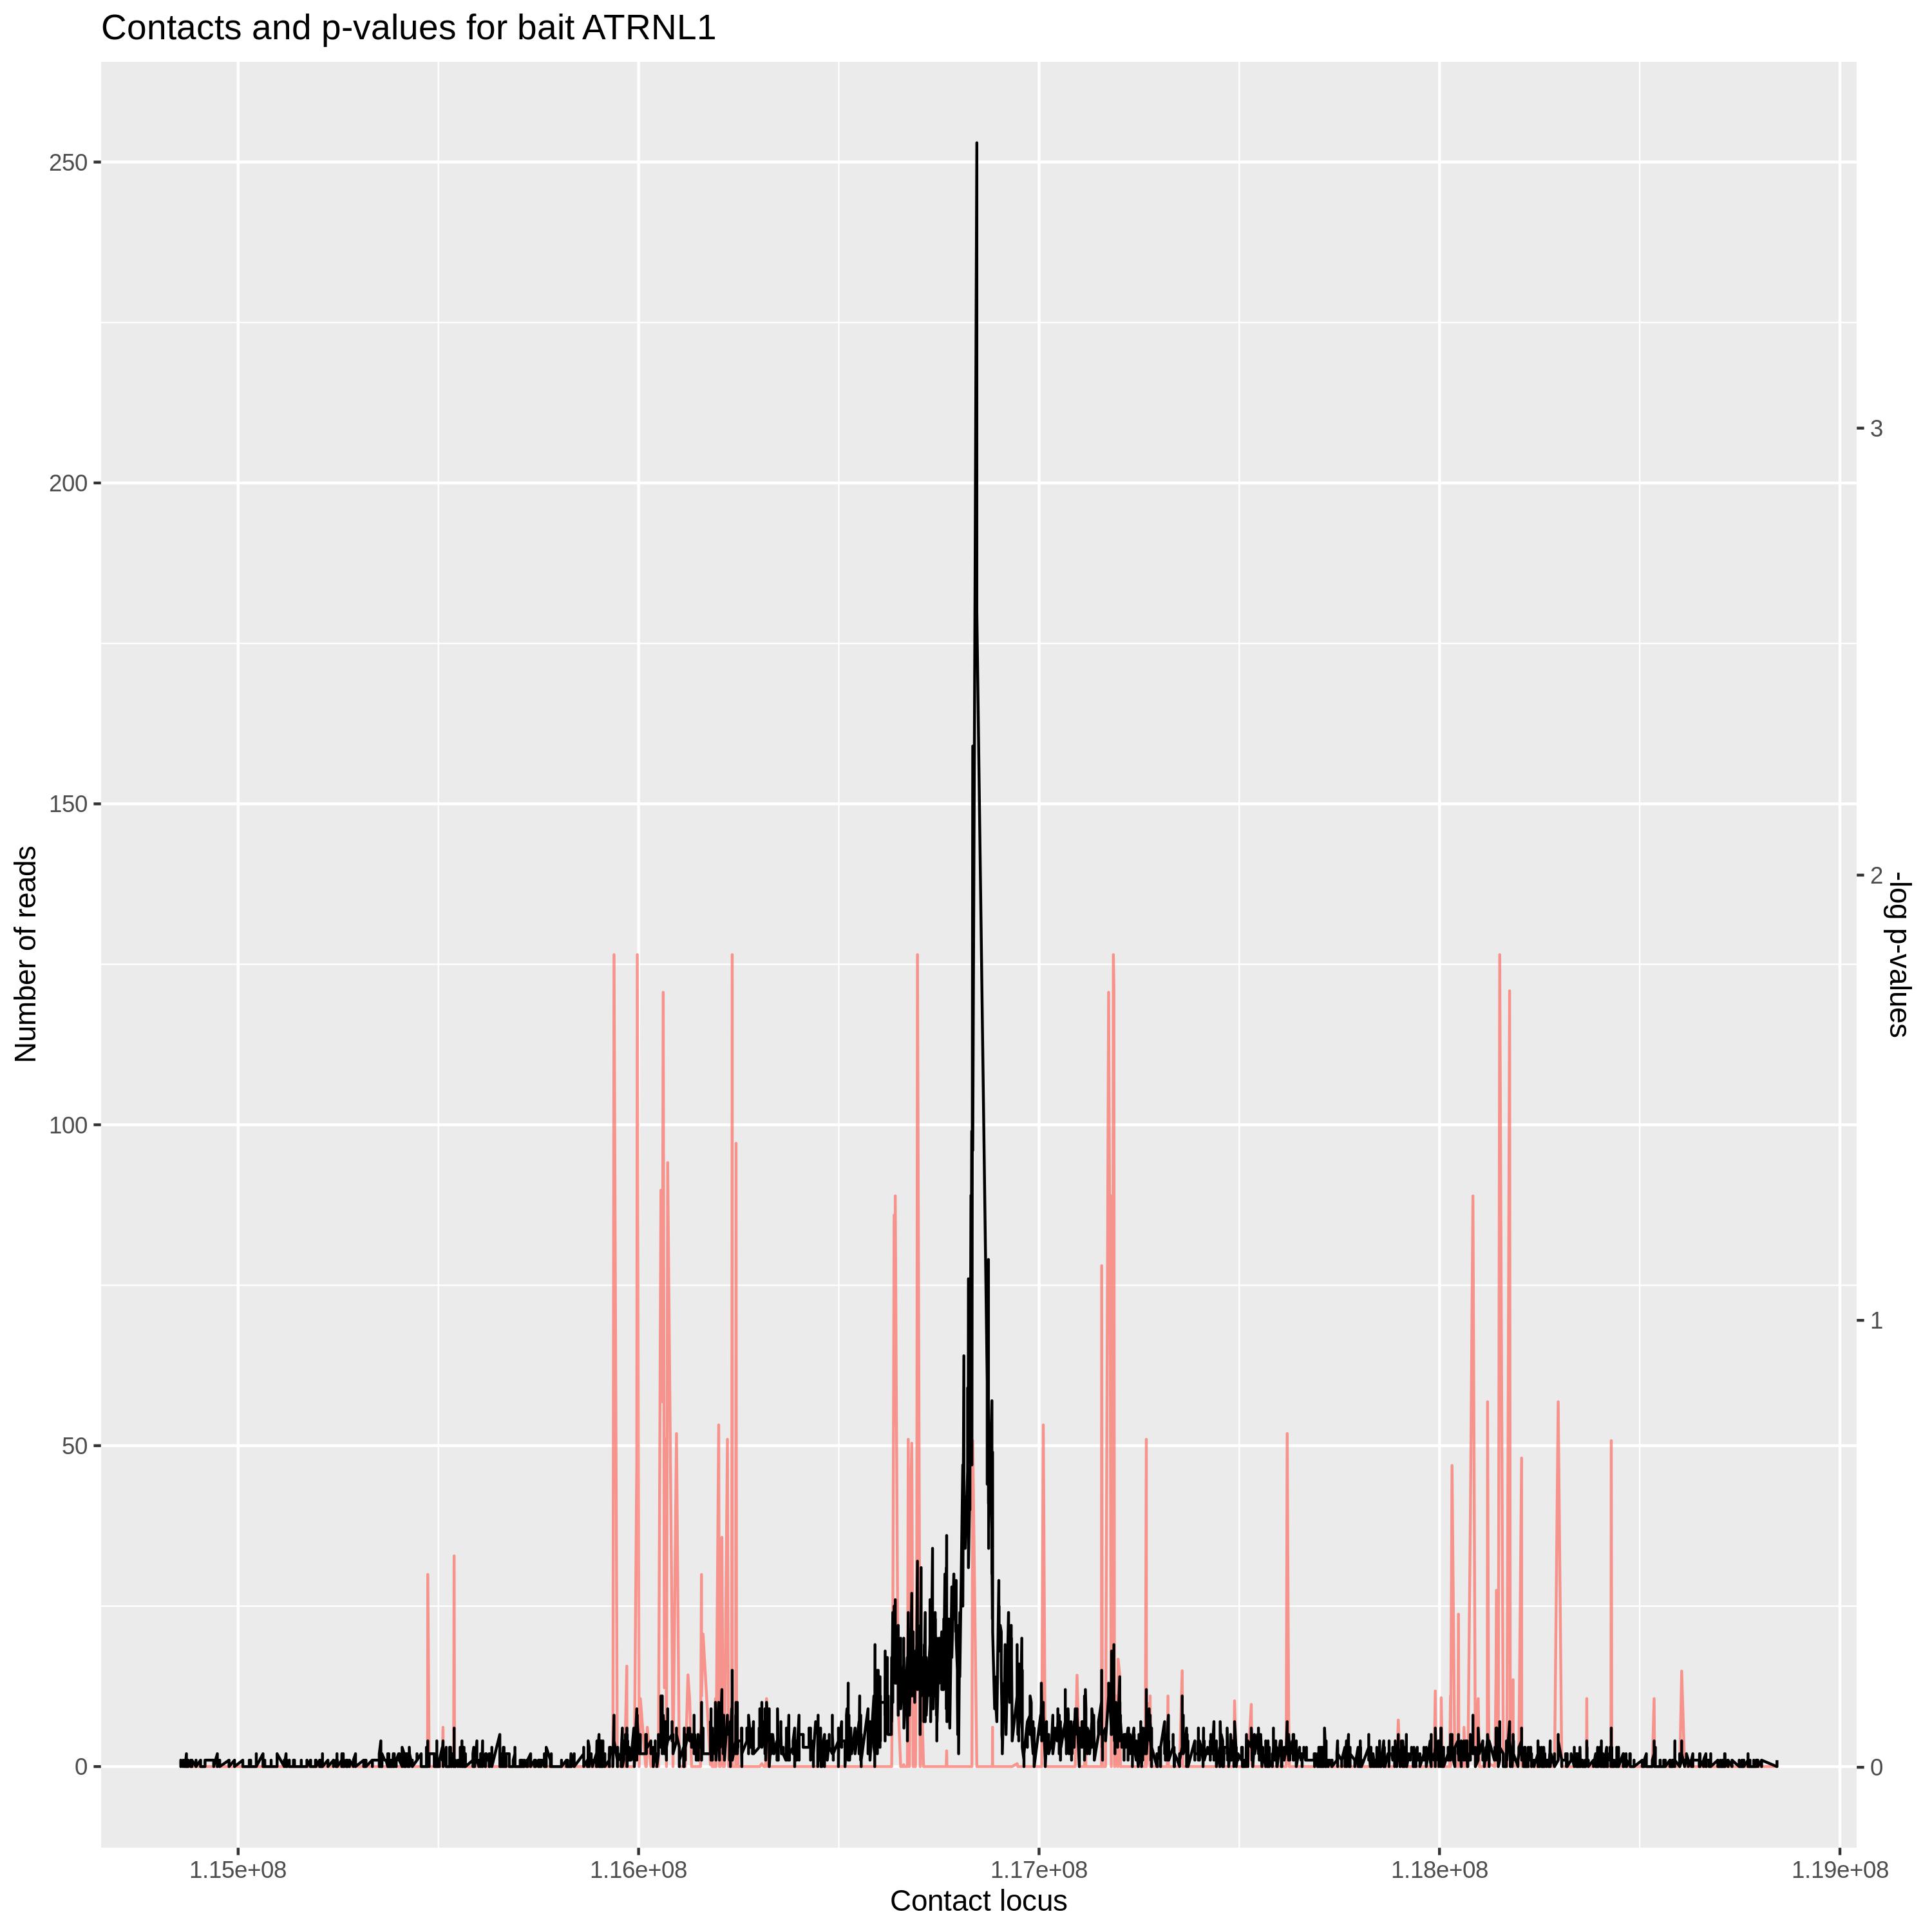 Contacts and p-values for bait ATRNL1
250
200
150
100
50
0
Number of reads
3
2
1
0
-log p-values
1.15e+08
1.16e+08
1.17e+08
1.18e+08
1.19e+08
Contact locus